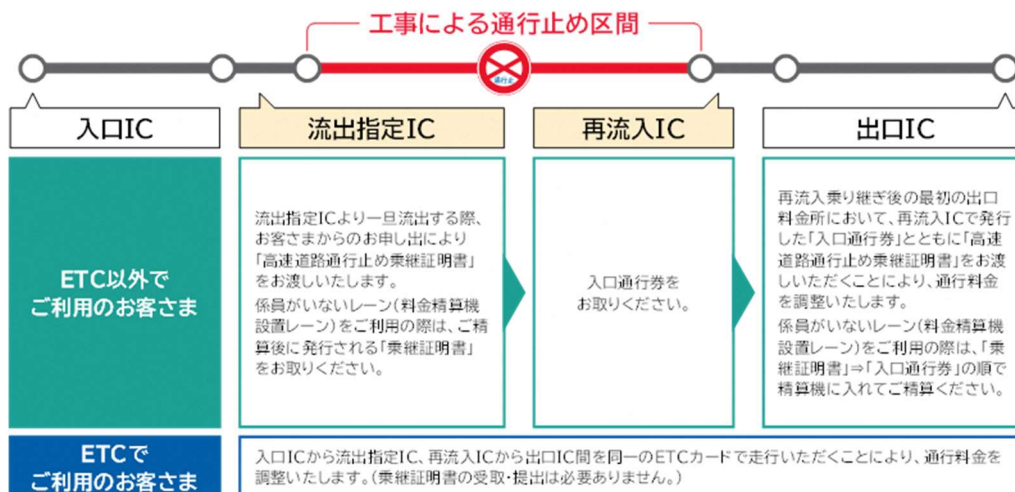 工事による通行止め区間
通行止
入口IC
流出指定IC
再流入IC
出口IC
ETC以外で
ご利用のお客さま
流出指定ICより一旦流出する際、
お客さまからのお申し出により
「高速道路通行止め乗継証明書」
をお渡しいたします。
係員がいないレーン(料金精算機
設置レーン)をご利用の際は、ご精
算後に発行される「乗継証明書」
をお取りください。
入口通行券を
お取りください。
再流入乗り継ぎ後の最初の出口
料金所において、再流入ICで発行
した「入口通行券」とともに「高速
道路通行止め乗継証明書」をお渡
しいただくことにより、通行料金
を調整いたします。
係員がいないレーン(料金精算機
設置レーン)をご利用の際は、「乗
継証明書」⇒「入口通行券」の順で
精算機に入れてご精算ください。
ETCで
ご利用のお客さま
入口ICから流出指定IC、再流入ICから出口IC間を同一のETCカードで走行いただくことにより、通行料金を
調整いたします。(乗継証明書の受取・提出は必要ありません。)